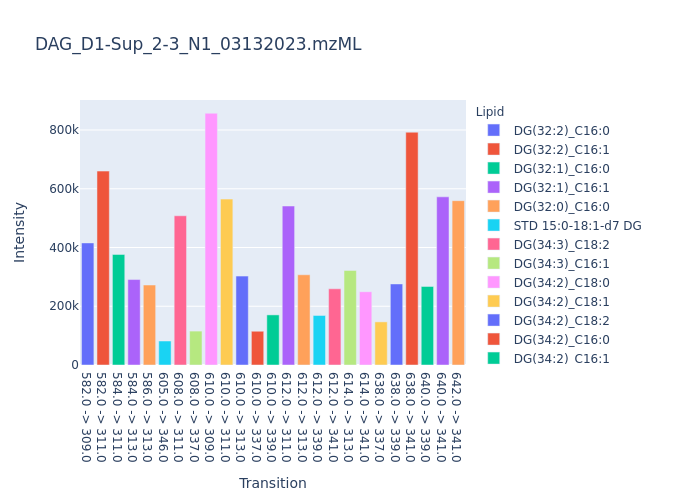 DAG_D1-Sup_2-3_N1_03132023.mzML
Intensity
800k
600k
400k
200k
0
582.0 -> 309.0
582.0 -> 311.0
584.0 -> 311.0
584.0 -> 313.0
586.0 -> 313.0
605.0 -> 346.0
608.0 -> 311.0
608.0 -> 337.0
610.0 -> 309.0
610.0 -> 311.0
610.0 -> 313.0
610.0 -> 337.0
610.0 -> 339.0
612.0 -> 311.0
612.0 -> 313.0
612.0 -> 339.0
612.0 -> 341.0
614.0 -> 313.0
614.0 -> 341.0
638.0 -> 337.0
638.0 -> 339.0
638.0 -> 341.0
640.0 -> 339.0
640.0 -> 341.0
642.0 -> 341.0
Transition
Lipid
DG(32:2)_C16:0
DG(32:2)_C16:1
DG(32:1)_C16:0
DG(32:1)_C16:1
DG(32:0)_C16:0
STD 15:0-18:1-d7 DG
DG(34:3)_C18:2
DG(34:3)_C16:1
DG(34:2)_C18:0
DG(34:2)_C18:1
DG(34:2)_C18:2
DG(34:2)_C16:0
DG(34:2)_C16:1